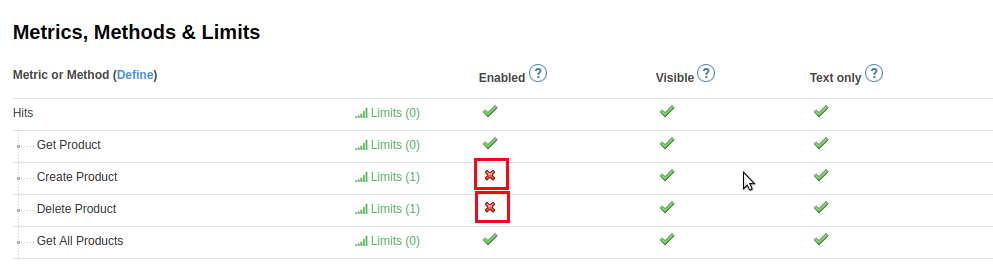 Metrics, Methods & Limits
Metric or Method (Define) Enabled ? Visible ? Text only ?
Hits Limits (0)
Get Product Limits (0)
Create Product Limits (1)
Delete Product Limits (1)
Get All Products Limits (0)